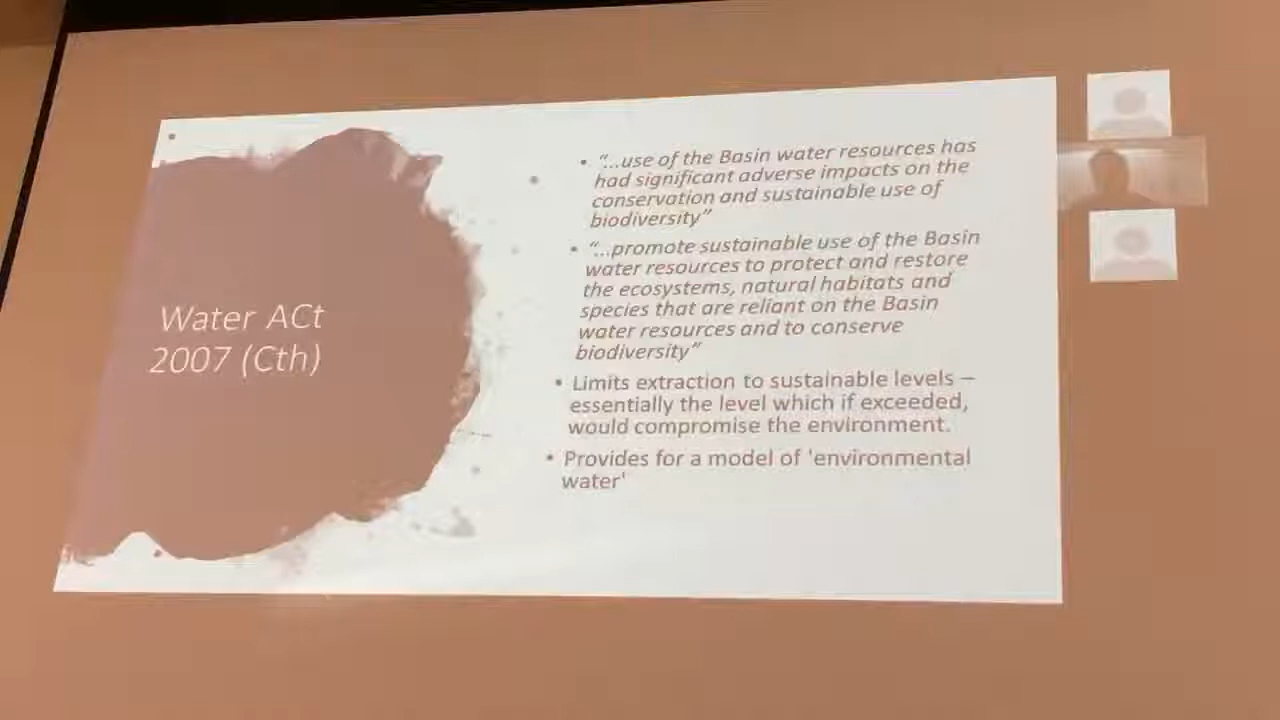 Water ACt
2007 (Cth)
• "...use of the Basin water resources has
had significant adverse impacts on the
conservation and sustainable use of
biodiversity"
• "...promote sustainable use of the Basin
water resources to protect and restore
the ecosystems, natural habitats and
species that are reliant on the Basin
water resources and to conserve
biodiversity"
• Limits extraction to sustainable levels –
essentially the level which if exceeded,
would compromise the environment.
• Provides for a model of 'environmental
water'